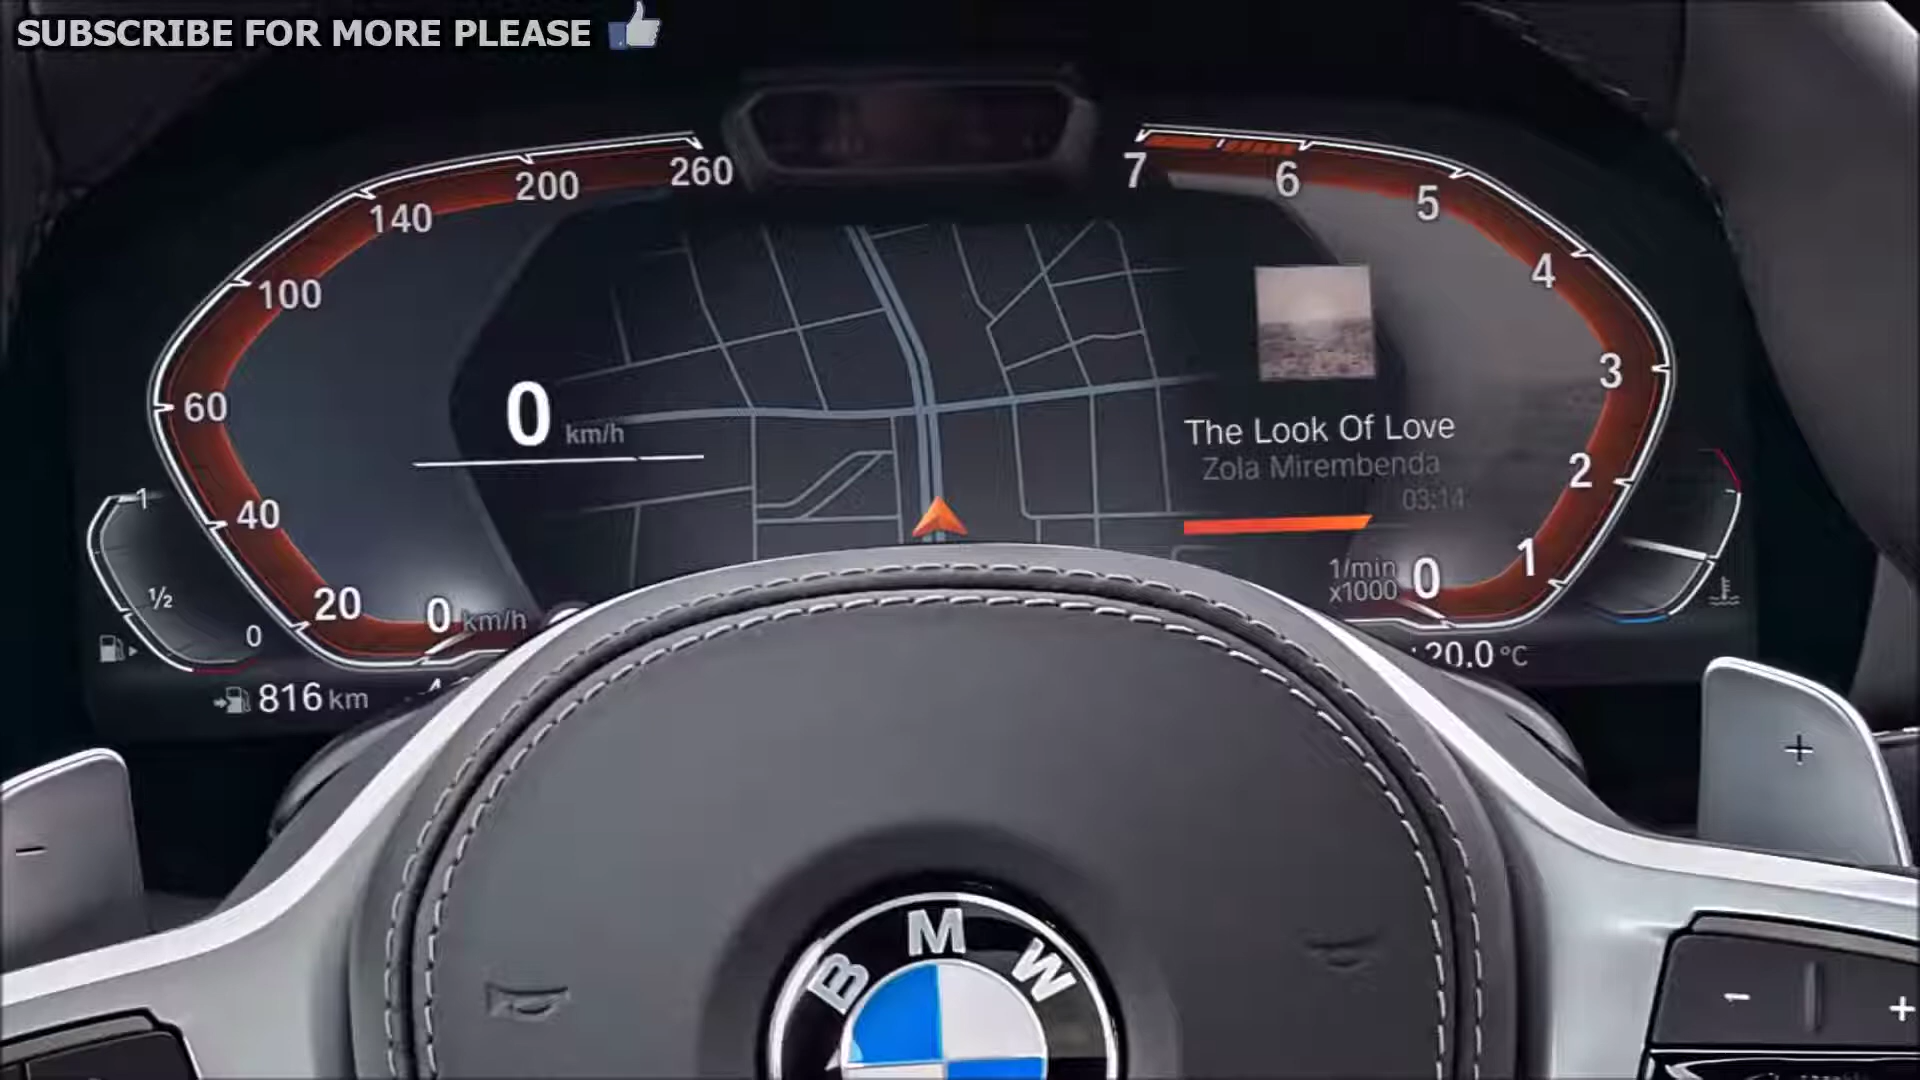 SUBSCRIBE FOR MORE PLEASE
260
200
140
100
60
40
20
0 km/h
0 km/h
7
6
5
4
3
2
1
0
1/min
x1000
The Look Of Love
Zola Mirembenda
03:14
1
½
0
816 km
20.0 °C
+
-
B M W
- +